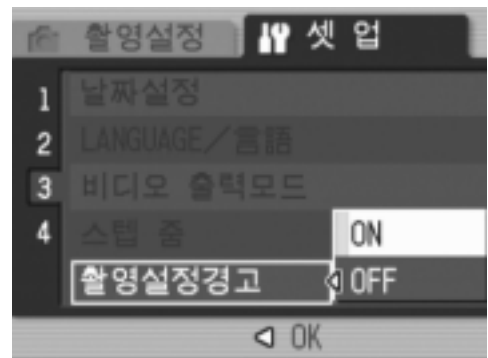 촬영설정 셋 업
1 날짜설정
2 LANGUAGE/言語
3 비디오 출력모드
4 스텝 줌 ON
촬영설정경고 OFF
OK